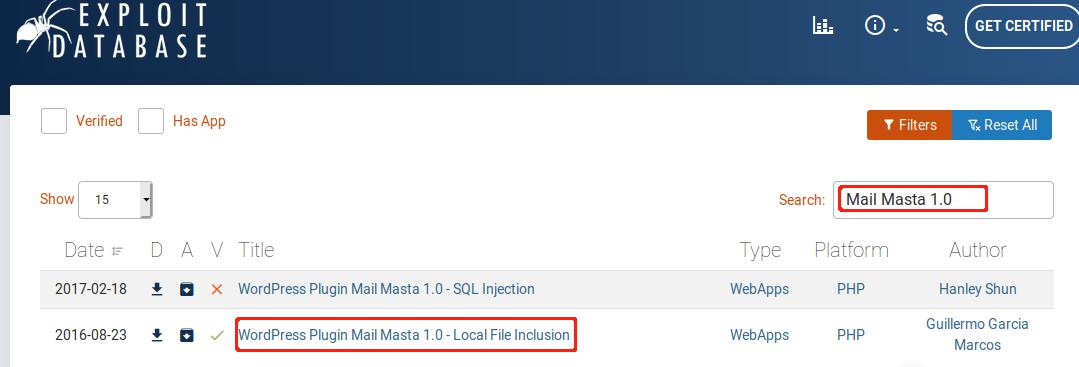 EXPLOIT
DATABASE
GET CERTIFIED
Verified
Has App
Filters
Reset All
Show 15
Search: Mail Masta 1.0
Date D A V Title Type Platform Author
2017-02-18 WordPress Plugin Mail Masta 1.0 - SQL Injection WebApps PHP Hanley Shun
2016-08-23 WordPress Plugin Mail Masta 1.0 - Local File Inclusion WebApps PHP Guillermo Garcia
Marcos